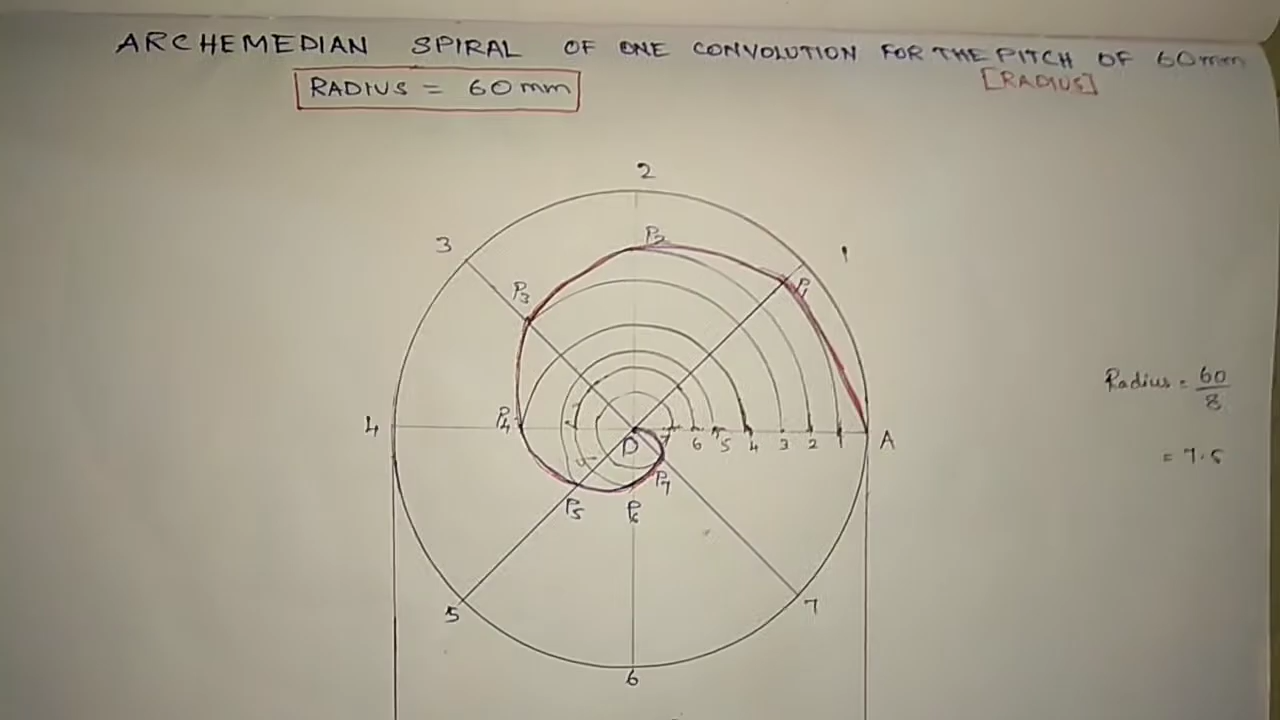 ARCHEMEDIAN SPIRAL OF ONE CONVOLUTION FOR THE PITCH OF 60mm
[RADIUS]
RADIUS = 60mm
2
3
1
P2
P1
P3
Radius = 60/8
4
P4
O
7
6
5
4
3
2
1
A
= 7.5
P7
P5
P6
5
7
6